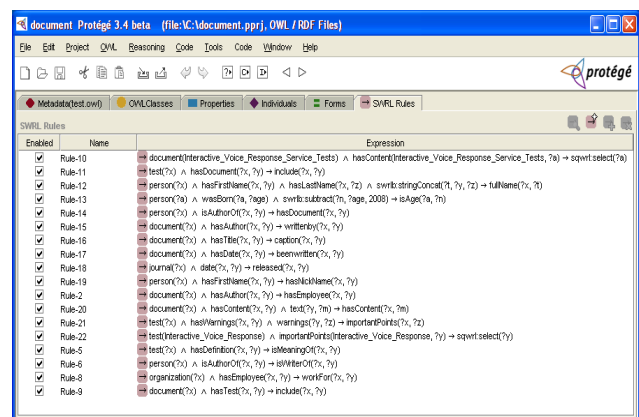 document Protégé 3.4 beta (file:\C:\document.pprj, OWL / RDF Files)
File Edit Project OWL Reasoning Code Tools Code Window Help
protégé
Metadata(test.owl) OWLClasses Properties Individuals Forms SWRL Rules
SWRL Rules
Enabled Name Expression
Rule-10 → document(Interactive_Voice_Response_Service_Tests) ∧ hasContent(Interactive_Voice_Response_Service_Tests, ?a) → sqwrl:select(?a)
Rule-11 → test(?x) ∧ hasDocument(?x, ?y) → include(?x, ?y)
Rule-12 → person(?x) ∧ hasFirstName(?x, ?y) ∧ hasLastName(?x, ?z) ∧ swrlb:stringConcat(?t, ?y, ?z) → fullName(?x, ?t)
Rule-13 → person(?a) ∧ wasBorn(?a, ?age) ∧ swrlb:subtract(?n, ?age, 2008) → isAge(?a, ?n)
Rule-14 → person(?x) ∧ isAuthorOf(?x, ?y) → hasDocument(?x, ?y)
Rule-15 → document(?x) ∧ hasAuthor(?x, ?y) → writtenby(?x, ?y)
Rule-16 → document(?x) ∧ hasTitle(?x, ?y) → caption(?x, ?y)
Rule-17 → document(?x) ∧ hasDate(?x, ?y) → beenwritten(?x, ?y)
Rule-18 → journal(?x) ∧ date(?x, ?y) → released(?x, ?y)
Rule-19 → person(?x) ∧ hasFirstName(?x, ?y) → hasNickName(?x, ?y)
Rule-2 → document(?x) ∧ hasAuthor(?x, ?y) → hasEmployee(?x, ?y)
Rule-20 → document(?x) ∧ hasContent(?x, ?y) ∧ text(?y, ?m) → hasContent(?x, ?m)
Rule-21 → test(?x) ∧ hasWarnings(?x, ?y) ∧ warnings(?y, ?z) → importantPoints(?x, ?z)
Rule-22 → test(Interactive_Voice_Response) ∧ importantPoints(Interactive_Voice_Response, ?y) → sqwrl:select(?y)
Rule-5 → test(?x) ∧ hasDefinition(?x, ?y) → isMeaningOf(?x, ?y)
Rule-6 → person(?x) ∧ isAuthorOf(?x, ?y) → isWriterOf(?x, ?y)
Rule-8 → organization(?x) ∧ hasEmployee(?x, ?y) → workFor(?x, ?y)
Rule-9 → document(?x) ∧ hasTest(?x, ?y) → include(?x, ?y)